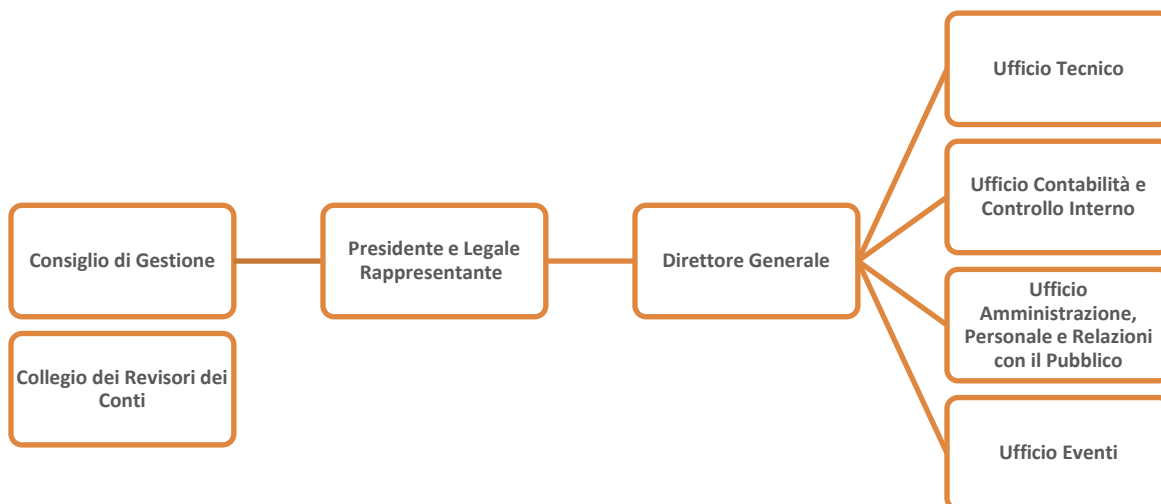 Consiglio di Gestione
Collegio dei Revisori dei
Conti
Presidente e Legale
Rappresentante
Direttore Generale
Ufficio Tecnico
Ufficio Contabilità e
Controllo Interno
Ufficio
Amministrazione,
Personale e Relazioni
con il Pubblico
Ufficio Eventi